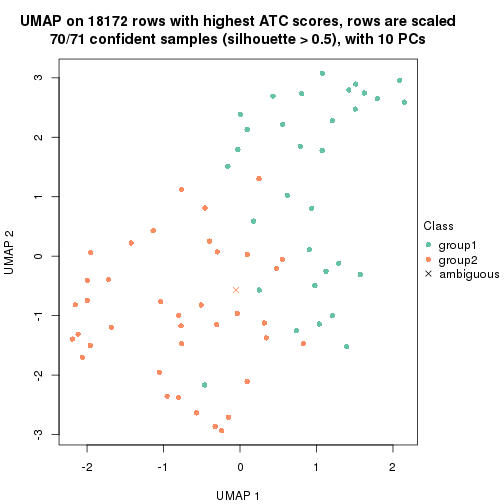 UMAP on 18172 rows with highest ATC scores, rows are scaled
70/71 confident samples (silhouette > 0.5), with 10 PCs
3
2
1
0
-1
-2
-3
UMAP 2
-2
-1
0
1
2
UMAP 1
Class
group1
group2
ambiguous